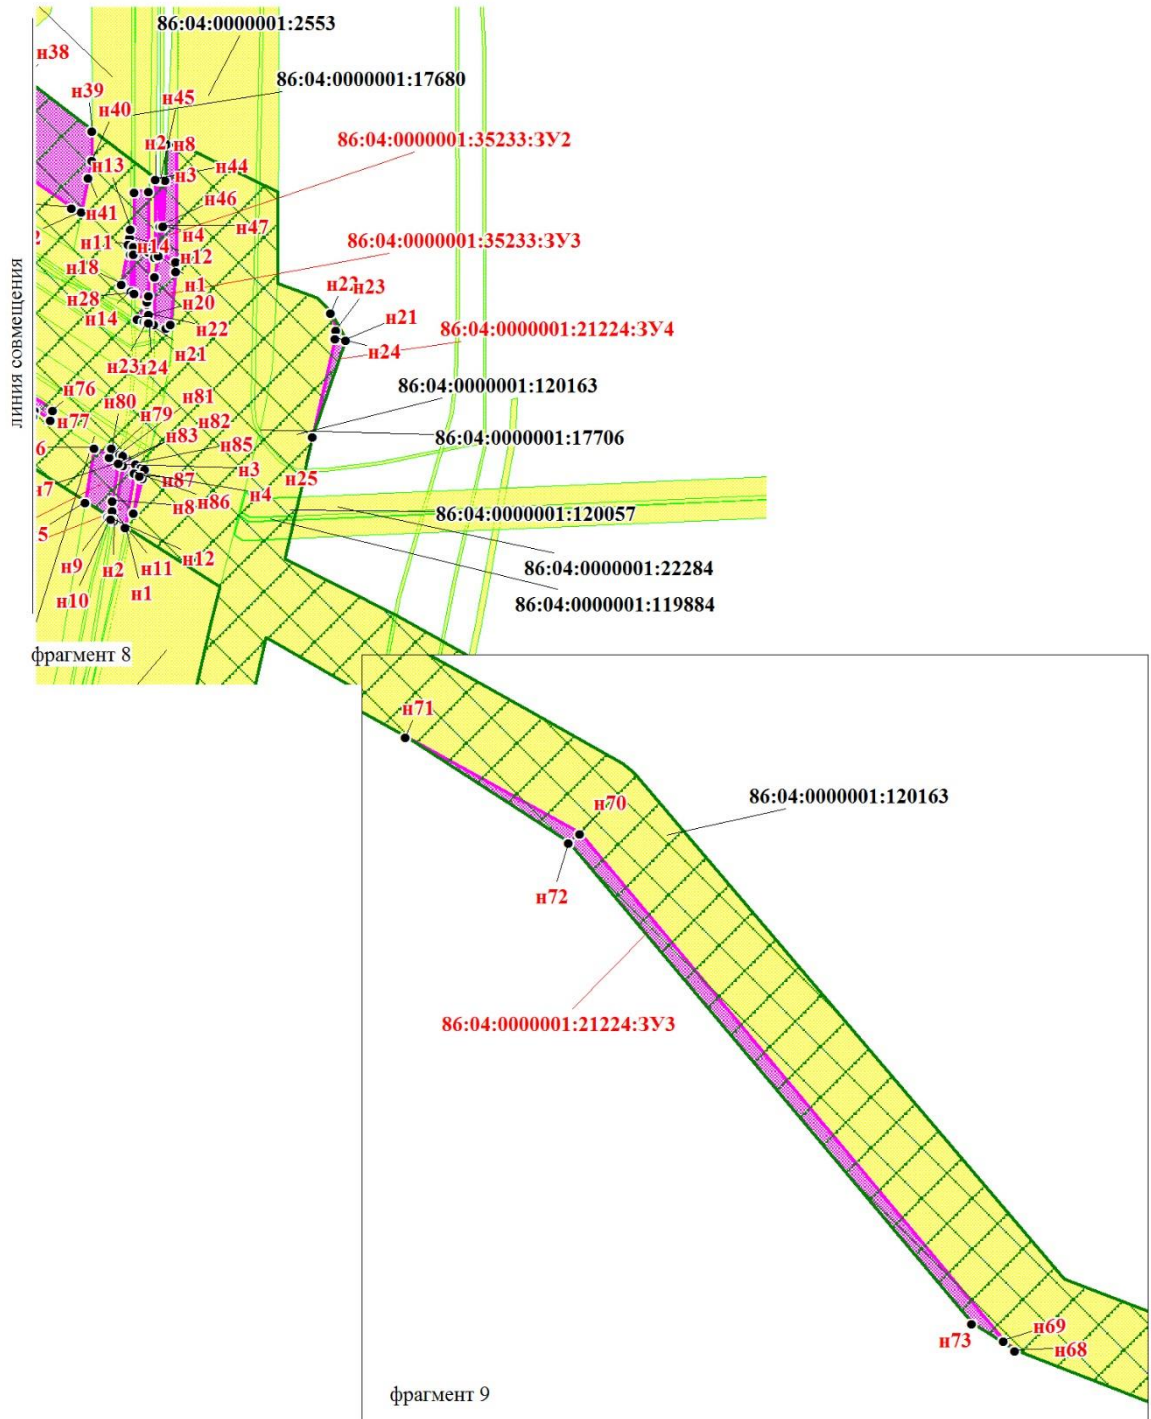 86:04:0000001:2553
н38
86:04:0000001:17680
н39
н45
н40
86:04:0000001:35233:ЗУ2
н2
н8
н13
н44
н3
н46
н41
н47
2
н4
86:04:0000001:35233:ЗУ3
н11
н14
н12
н18
н1
н22
н23
н28
н20
н21
86:04:0000001:21224:ЗУ4
н14
н22
н24
н21
н23
н24
линия совмещения
86:04:0000001:120163
н76
н80
н81
н79
н82
86:04:0000001:17706
н77
н83
н85
6
н3
н25
н87
н7
н4
н8
н86
86:04:0000001:120057
5
н9
н2
н11
н12
86:04:0000001:22284
н10
н1
86:04:0000001:119884
фрагмент 8
н71
86:04:0000001:120163
н70
н72
86:04:0000001:21224:ЗУ3
н69
н73
н68
фрагмент 9